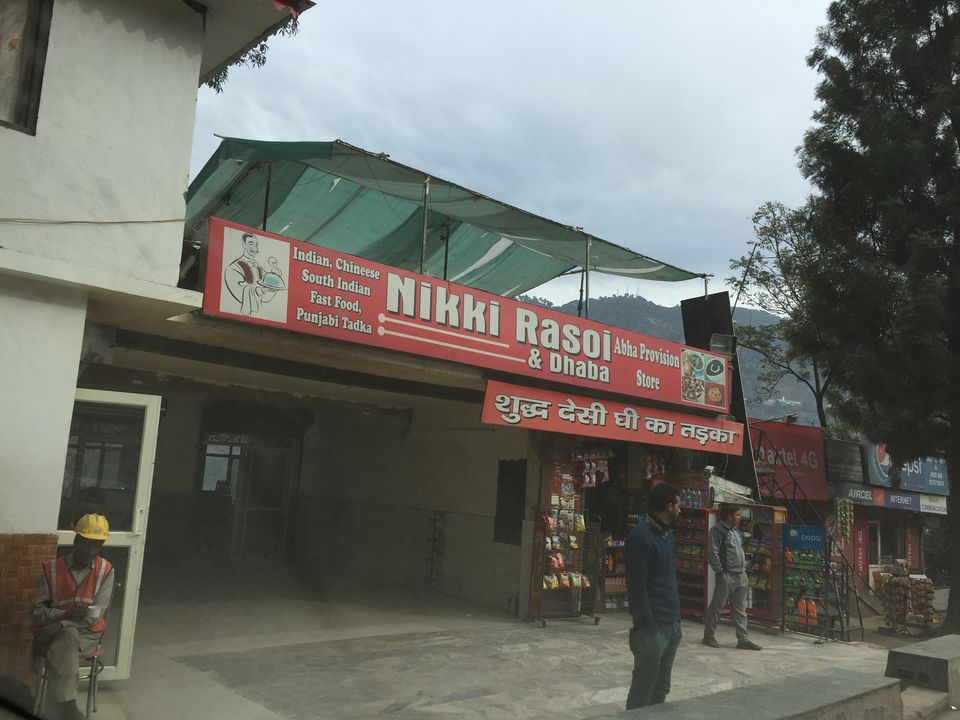 Indian, Chineese
South Indian
Fast Food,
Punjabi Tadka
Nikki Rasoi
& Dhaba
Abha Provision
Store
शुद्ध देसी घी का तड़का
airtel 4G
pepsi
AIRCEL
INTERNET
pepsi